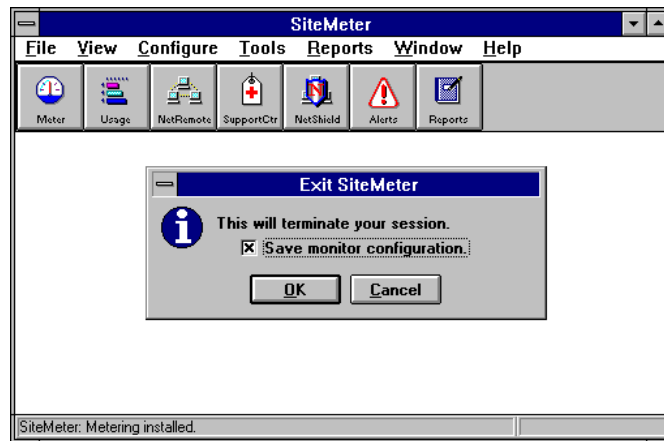 SiteMeter
File View Configure Tools Reports Window Help
Meter Usage NetRemote SupportCtr NetShield Alerts Reports
Exit SiteMeter
This will terminate your session.
Save monitor configuration.
OK Cancel
SiteMeter: Metering installed.